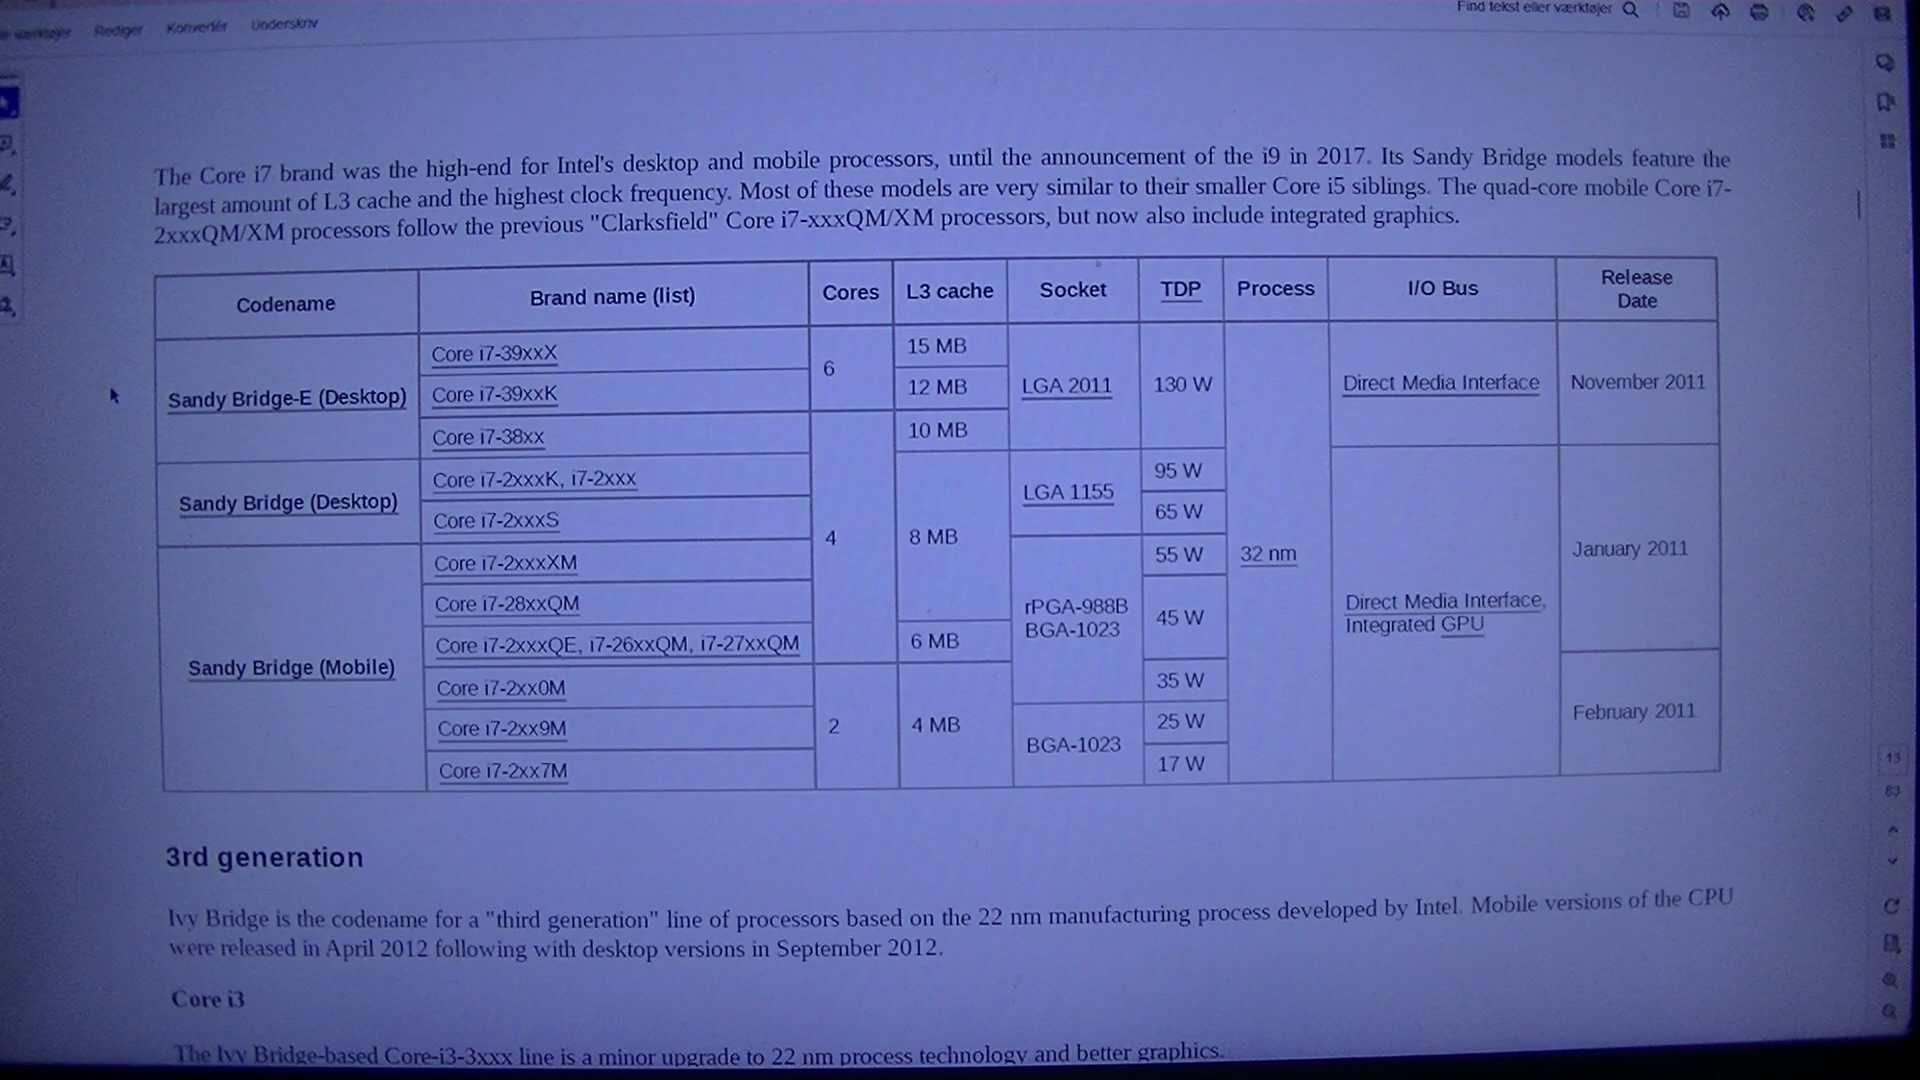 Find tekst eller værktøjer
værktøjer Rediger Konvertér Underskriv
The Core i7 brand was the high-end for Intel's desktop and mobile processors, until the announcement of the i9 in 2017. Its Sandy Bridge models feature the
largest amount of L3 cache and the highest clock frequency. Most of these models are very similar to their smaller Core i5 siblings. The quad-core mobile Core i7-
2xxxQM/XM processors follow the previous "Clarksfield" Core i7-xxxQM/XM processors, but now also include integrated graphics.
Codename Brand name (list) Cores L3 cache Socket TDP Process I/O Bus Release Date
Sandy Bridge-E (Desktop) Core i7-39xxX 6 15 MB LGA 2011 130 W 32 nm Direct Media Interface November 2011
Core i7-39xxK 12 MB
Core i7-38xx 4 10 MB
Sandy Bridge (Desktop) Core i7-2xxxK, i7-2xxx 8 MB LGA 1155 95 W Direct Media Interface, Integrated GPU January 2011
Core i7-2xxxS 65 W
Sandy Bridge (Mobile) Core i7-2xxxXM rPGA-988B BGA-1023 55 W
Core i7-28xxQM 45 W
Core i7-2xxxQE, i7-26xxQM, i7-27xxQM 6 MB
Core i7-2xx0M 2 4 MB 35 W February 2011
Core i7-2xx9M BGA-1023 25 W
Core i7-2xx7M 17 W
13
83
3rd generation
Ivy Bridge is the codename for a "third generation" line of processors based on the 22 nm manufacturing process developed by Intel. Mobile versions of the CPU
were released in April 2012 following with desktop versions in September 2012.
Core i3
The Ivy Bridge-based Core-i3-3xxx line is a minor upgrade to 22 nm process technology and better graphics.